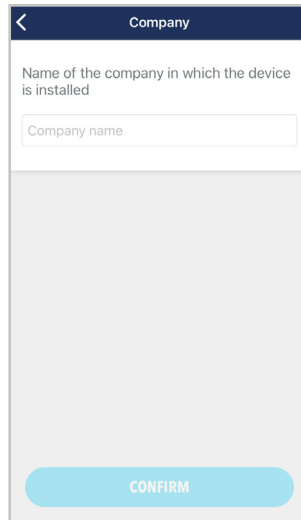 Company
Name of the company in which the device
is installed
Company name
CONFIRM